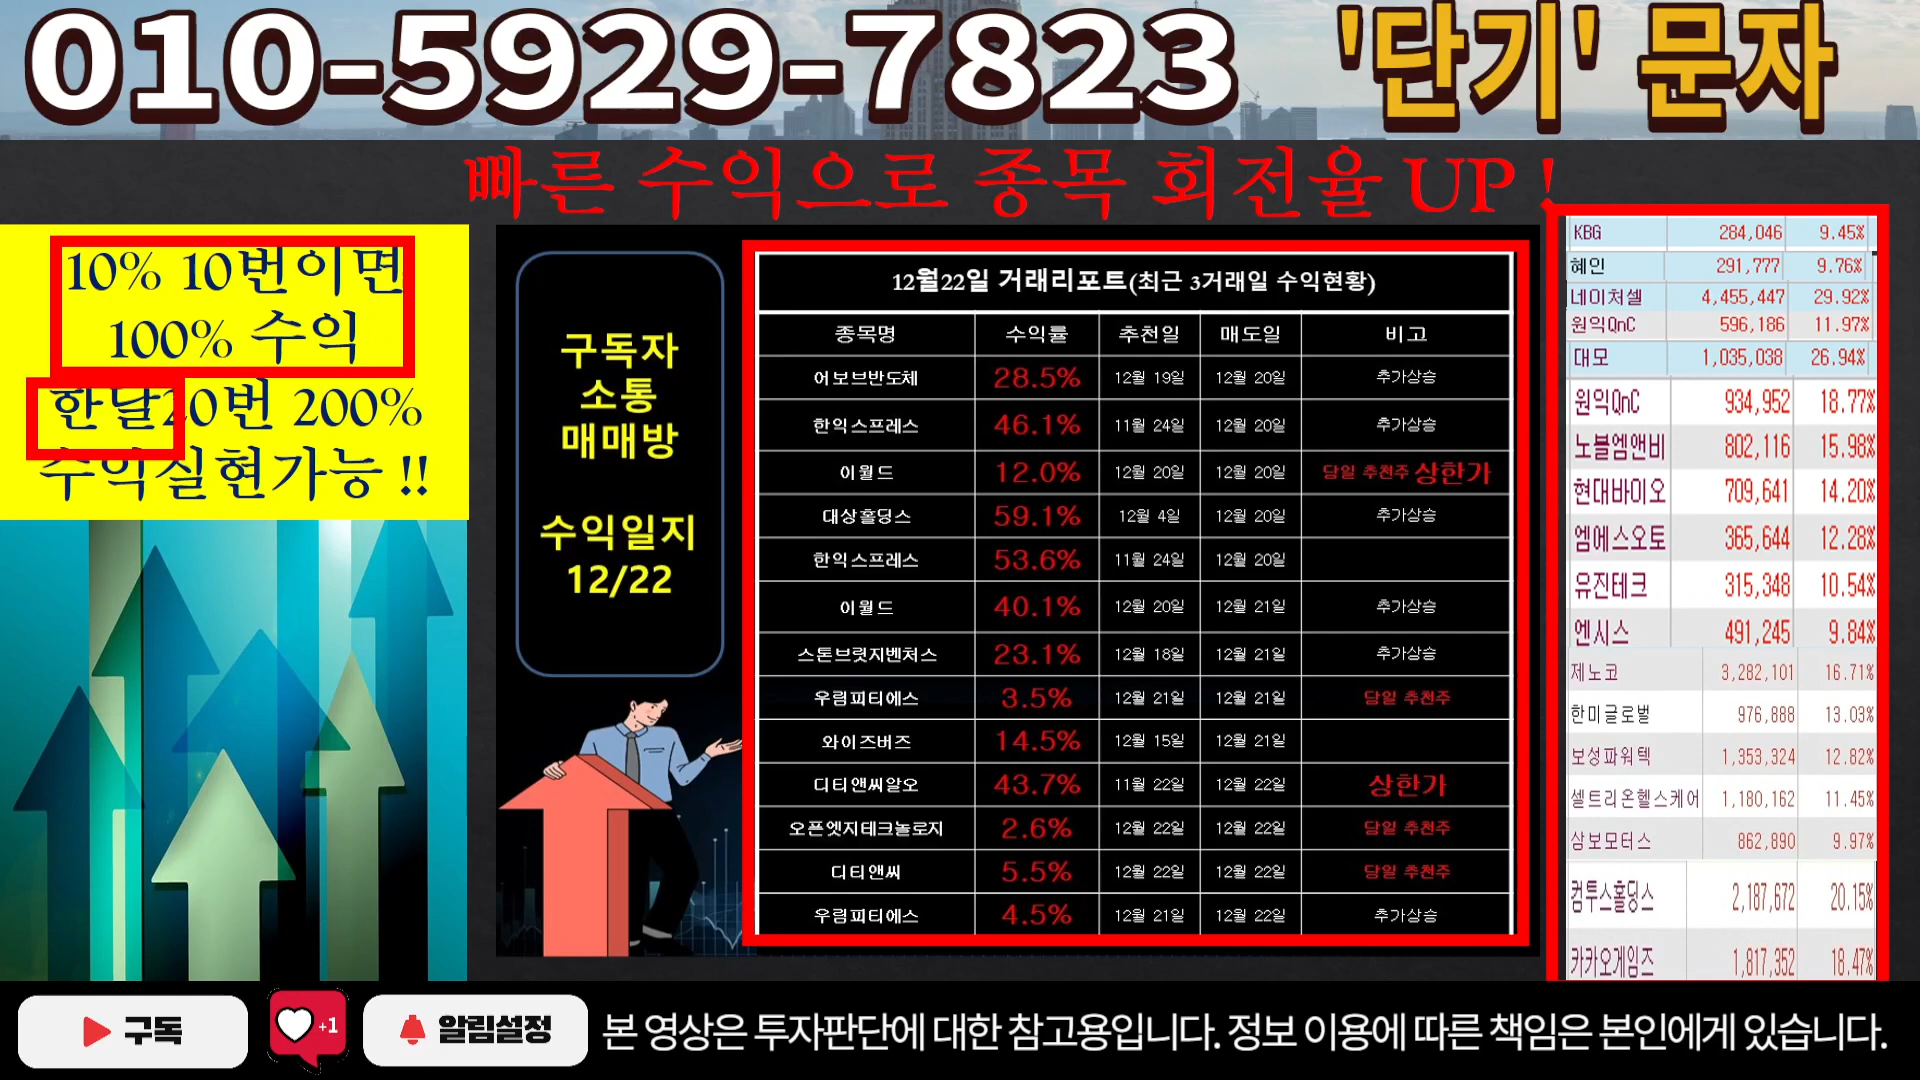 010-5929-7823 '단기' 문자
빠른 수익으로 종목 회전율 UP !
10% 10번이면
100% 수익
한달20번 200%
수익실현가능 !!
구독자
소통
매매방
수익일지
12/22
12월22일 거래리포트(최근 3거래일 수익현황)
종목명 수익률 추천일 매도일 비고
어보브반도체 28.5% 12월 19일 12월 20일 추가상승
한익스프레스 46.1% 11월 24일 12월 20일 추가상승
이월드 12.0% 12월 20일 12월 20일 당일 추천주 상한가
대상홀딩스 59.1% 12월 4일 12월 20일 추가상승
한익스프레스 53.6% 11월 24일 12월 20일
이월드 40.1% 12월 20일 12월 21일 추가상승
스톤브릿지벤처스 23.1% 12월 18일 12월 21일 추가상승
우림피티에스 3.5% 12월 21일 12월 21일 당일 추천주
와이즈버즈 14.5% 12월 15일 12월 21일
디티앤씨알오 43.7% 11월 22일 12월 22일 상한가
오픈엣지테크놀로지 2.6% 12월 22일 12월 22일 당일 추천주
디티앤씨 5.5% 12월 22일 12월 22일 당일 추천주
우림피티에스 4.5% 12월 21일 12월 22일 추가상승
KBG 284,046 9.45%
혜인 291,777 9.76%
네이처셀 4,455,447 29.92%
원익QnC 596,186 11.97%
대모 1,035,038 26.94%
원익QnC 934,952 18.77%
노블엠앤비 802,116 15.98%
현대바이오 709,641 14.20%
엠에스오토 365,644 12.28%
유진테크 315,348 10.54%
엔시스 491,245 9.84%
제노코 3,282,101 16.71%
한미글로벌 976,888 13.03%
보성파워텍 1,353,324 12.82%
셀트리온헬스케어 1,180,162 11.45%
상보모터스 862,890 9.97%
컴투스홀딩스 2,187,672 20.15%
카카오게임즈 1,817,352 18.47%
구독 +1 알림설정 본 영상은 투자판단에 대한 참고용입니다. 정보 이용에 따른 책임은 본인에게 있습니다.